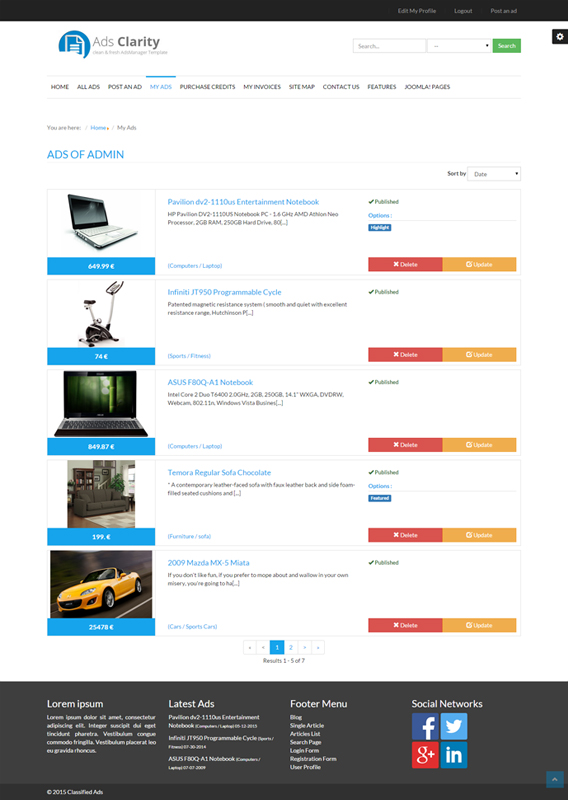 Edit My Profile Logout Post an ad
Ads Clarity
Clean & Fresh AdsManager Template
Search... -- Search
HOME ALL ADS POST AN AD MY ADS PURCHASE CREDITS MY INVOICES SITE MAP CONTACT US FEATURES JOOMLA! PAGES
You are here: / Home / My Ads
ADS OF ADMIN
Sort by Date
Pavilion dv2-1110us Entertainment Notebook
HP Pavilion DV2-1110US Notebook PC - 1.6 GHz AMD Athlon Neo
Processor, 2GB RAM, 250GB Hard Drive, 80[...]
Published
Options :
Highlight
649.99 €
(Computers / Laptop)
Delete Update
Infiniti JT950 Programmable Cycle
Patented magnetic resistance system ( smooth and quiet with excellent
resistance range, Hutchinson P[...]
Published
74 €
(Sports / Fitness)
Delete Update
ASUS F80Q-A1 Notebook
Intel Core 2 Duo T6400 2.0GHz, 2GB, 250GB, 14.1" WXGA, DVDRW,
Webcam, 802.11n, Windows Vista Busines[...]
Published
849.87 €
(Computers / Laptop)
Delete Update
Temora Regular Sofa Chocolate
* A contemporary leather-faced sofa with faux leather back and side foam-
filled seated cushions and [...]
Published
Options :
Featured
199. €
(Furniture / sofa)
Delete Update
2009 Mazda MX-5 Miata
If you don't like fun, if you prefer to mope about and wallow in your own
misery, you're going to ha[...]
Published
25478 €
(Cars / Sports Cars)
Delete Update
« < 1 2 > »
Results 1 - 5 of 7
Lorem ipsum
Lorem ipsum dolor sit amet, consectetur
adipiscing elit. Integer suscipit dui eget
tincidunt pharetra. Vestibulum congue
commodo fringilla. Vestibulum placerat leo
eu gravida rhoncus.
Latest Ads
Pavilion dv2-1110us Entertainment
Notebook (Computers / Laptop) 05-12-2015
Infiniti JT950 Programmable Cycle (Sports /
Fitness) 07-30-2014
ASUS F80Q-A1 Notebook (Computers /
Laptop) 07-07-2009
Footer Menu
Blog
Single Article
Articles List
Search Page
Login Form
Registration Form
User Profile
Social Networks
© 2015 Classified Ads